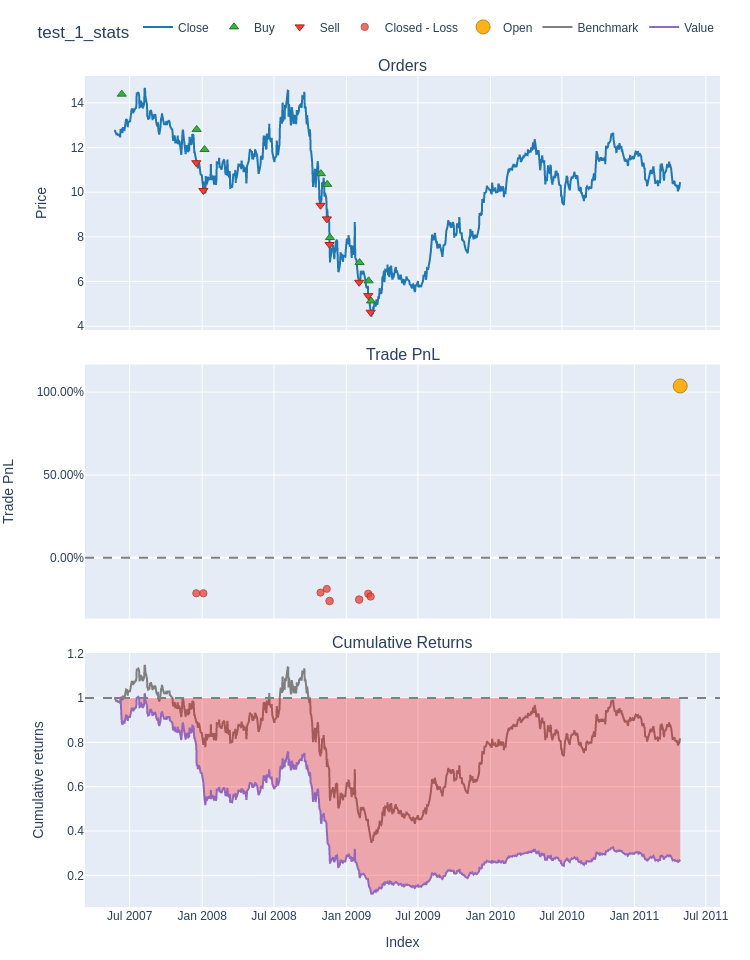 test_1_stats
Close Buy Sell Closed - Loss Open Benchmark Value
Orders
14
12
10
8
6
4
Price
Trade PnL
100.00%
50.00%
0.00%
Trade PnL
Cumulative Returns
1.2
1
0.8
0.6
0.4
0.2
Cumulative returns
Jul 2007 Jan 2008 Jul 2008 Jan 2009 Jul 2009 Jan 2010 Jul 2010 Jan 2011 Jul 2011
Index